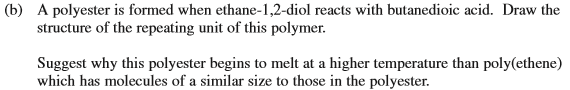 (b) A polyester is formed when ethane-1,2-diol reacts with butanedioic acid. Draw the
structure of the repeating unit of this polymer.
Suggest why this polyester begins to melt at a higher temperature than poly(ethene)
which has molecules of a similar size to those in the polyester.